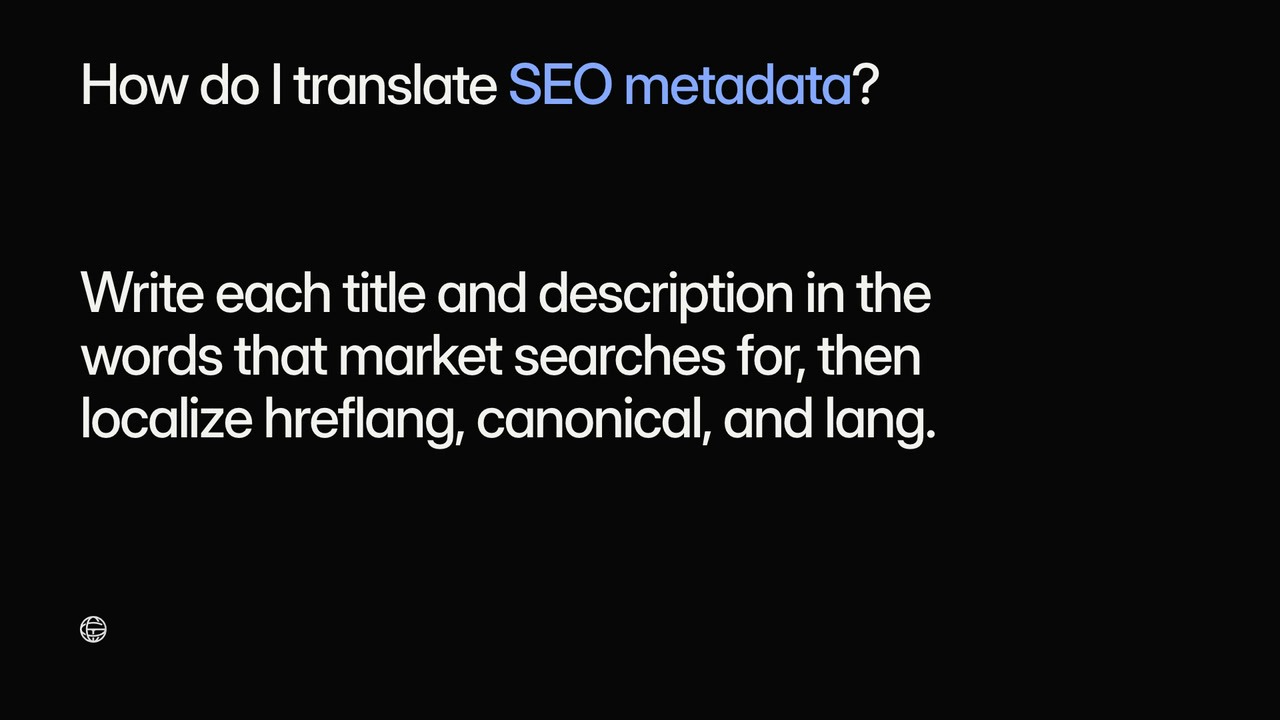 How do I translate SEO metadata?
Write each title and description in the
words that market searches for, then
localize hreflang, canonical, and lang.